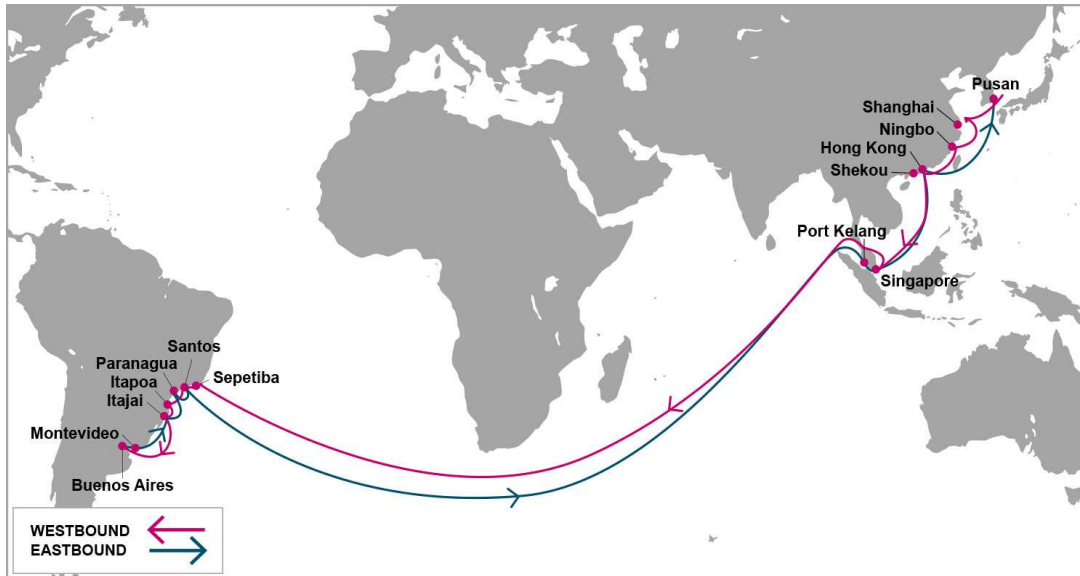 Pusan
Shanghai
Ningbo
Hong Kong
Shekou
Port Kelang
Singapore
Santos
Paranagua
Itapoa
Sepetiba
Itajai
Montevideo
Buenos Aires
WESTBOUND
EASTBOUND